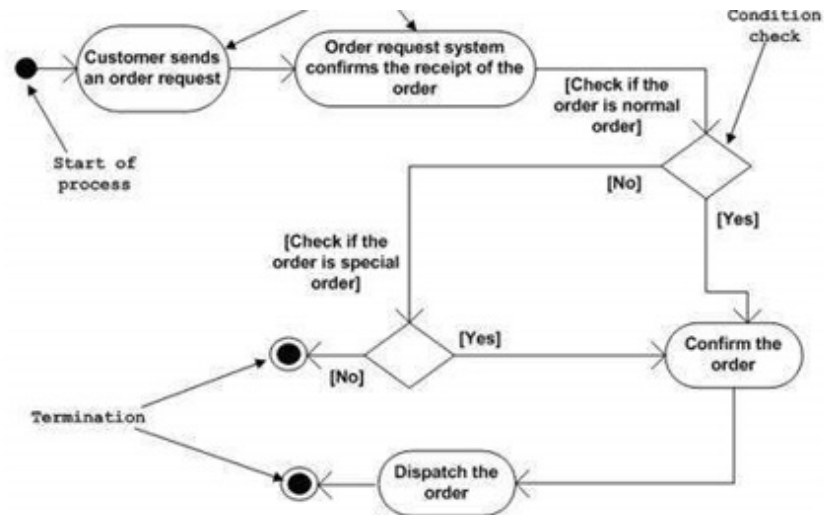 Condition
check
Customer sends
an order request
Order request system
confirms the receipt of the
order
[Check if the
order is normal
order]
Start of
process
[No]
[Yes]
[Check if the
order is special
order]
[Yes]
[No]
Confirm the
order
Termination
Dispatch the
order